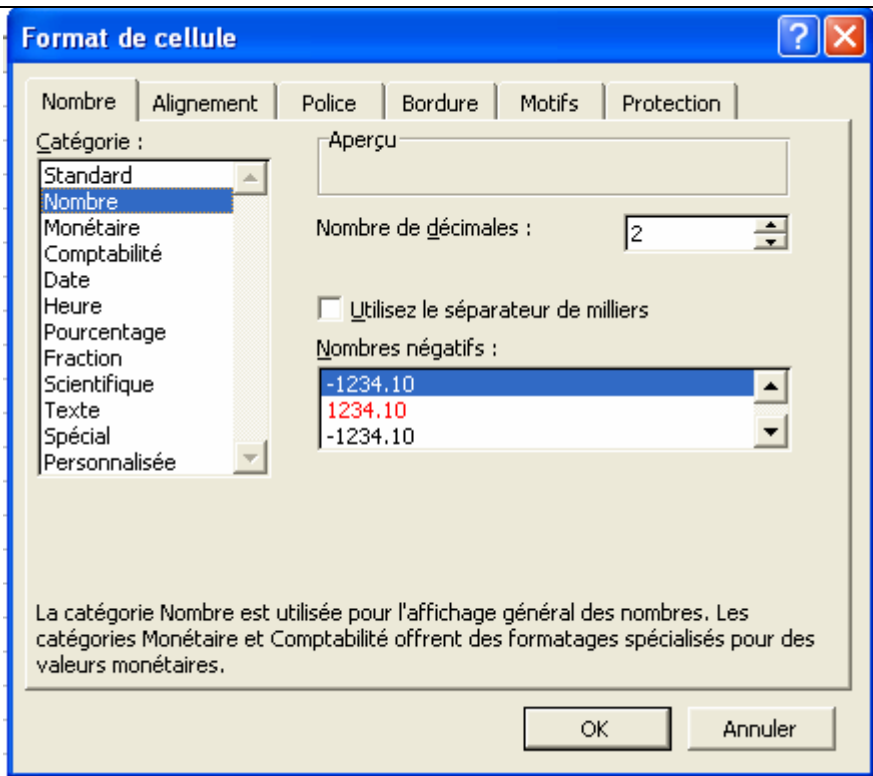 Format de cellule
Nombre Alignement Police Bordure Motifs Protection
Catégorie :
Standard
Nombre
Monétaire
Comptabilité
Date
Heure
Pourcentage
Fraction
Scientifique
Texte
Spécial
Personnalisée
Aperçu
Nombre de décimales : 2
Utilisez le séparateur de milliers
Nombres négatifs :
-1234.10
1234.10
-1234.10
La catégorie Nombre est utilisée pour l'affichage général des nombres. Les
catégories Monétaire et Comptabilité offrent des formatages spécialisés pour des
valeurs monétaires.
OK Annuler